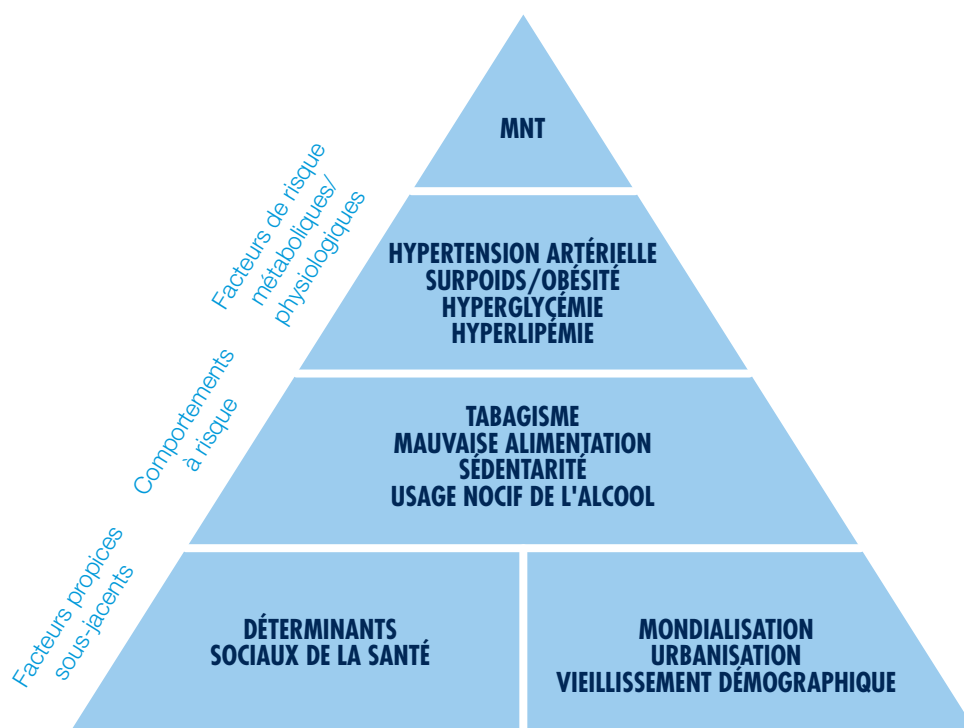 MNT
Facteurs de risque
métaboliques/
physiologiques
HYPERTENSION ARTÉRIELLE
SURPOIDS/OBÉSITÉ
HYPERGLYCÉMIE
HYPERLIPÉMIE
Comportements
à risque
TABAGISME
MAUVAISE ALIMENTATION
SÉDENTARITÉ
USAGE NOCIF DE L'ALCOOL
Facteurs propices
sous-jacents
DÉTERMINANTS
SOCIAUX DE LA SANTÉ
MONDIALISATION
URBANISATION
VIEILLISSEMENT DÉMOGRAPHIQUE